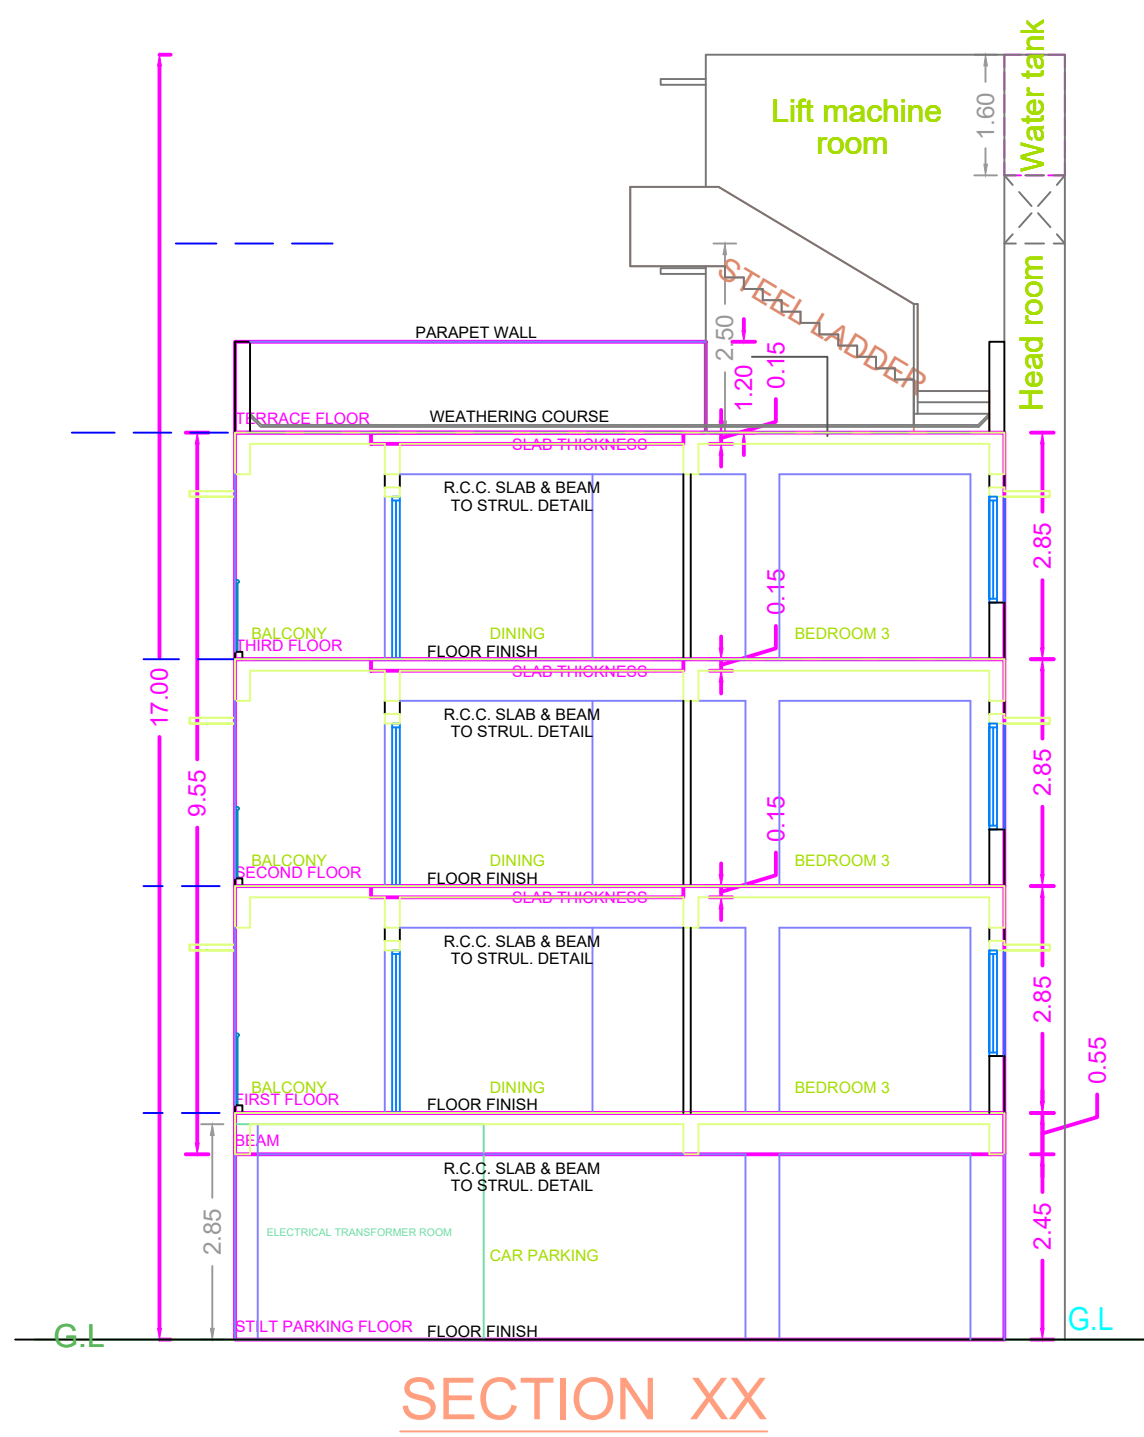 Water tank
1.60
Lift machine
room
STEEL LADDER
2.50
Head room
PARAPET WALL
1.20
0.15
TERRACE FLOOR
WEATHERING COURSE
SLAB THICKNESS
R.C.C. SLAB & BEAM
TO STRUL. DETAIL
2.85
0.15
BALCONY
DINING
BEDROOM 3
THIRD FLOOR
FLOOR FINISH
SLAB THICKNESS
17.00
R.C.C. SLAB & BEAM
TO STRUL. DETAIL
2.85
9.55
0.15
BALCONY
DINING
BEDROOM 3
SECOND FLOOR
FLOOR FINISH
SLAB THICKNESS
R.C.C. SLAB & BEAM
TO STRUL. DETAIL
2.85
0.55
BALCONY
DINING
BEDROOM 3
FIRST FLOOR
FLOOR FINISH
BEAM
R.C.C. SLAB & BEAM
TO STRUL. DETAIL
2.85
ELECTRICAL TRANSFORMER ROOM
2.45
CAR PARKING
STILT PARKING FLOOR
FLOOR FINISH
G.L
G.L
SECTION XX